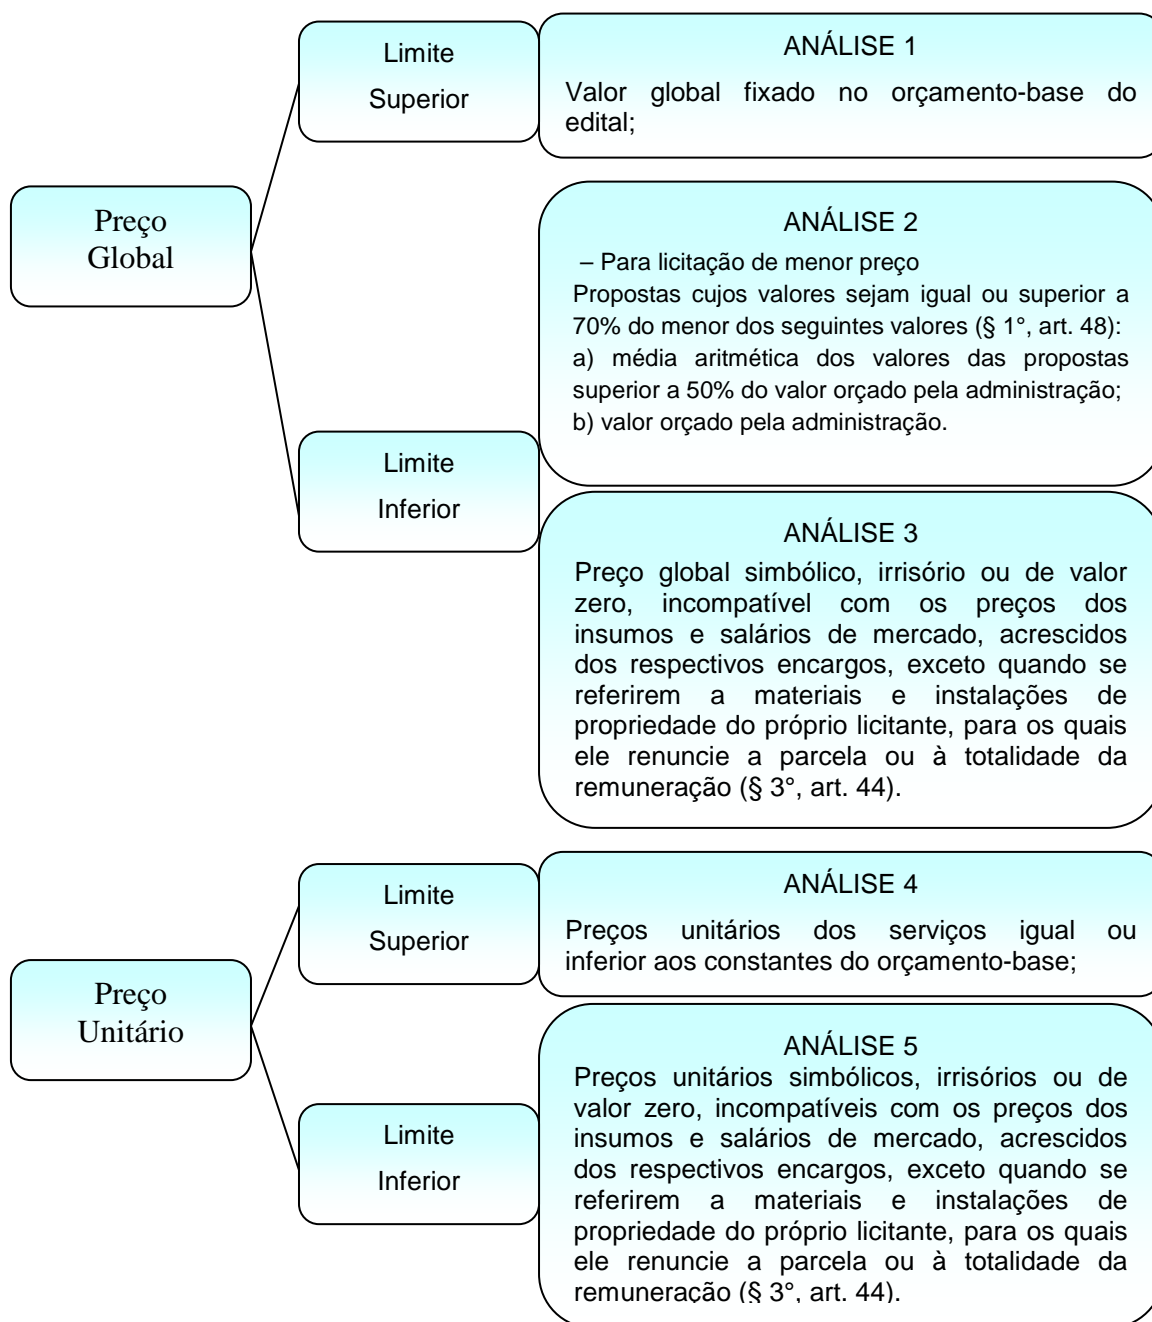 Preço
Global
Limite
Superior
ANÁLISE 1
Valor global fixado no orçamento-base do
edital;
Limite
Inferior
ANÁLISE 2
– Para licitação de menor preço
Propostas cujos valores sejam igual ou superior a
70% do menor dos seguintes valores (§ 1°, art. 48):
a) média aritmética dos valores das propostas
superior a 50% do valor orçado pela administração;
b) valor orçado pela administração.
ANÁLISE 3
Preço global simbólico, irrisório ou de valor
zero, incompatível com os preços dos
insumos e salários de mercado, acrescidos
dos respectivos encargos, exceto quando se
referirem a materiais e instalações de
propriedade do próprio licitante, para os quais
ele renuncie a parcela ou à totalidade da
remuneração (§ 3°, art. 44).
Preço
Unitário
Limite
Superior
ANÁLISE 4
Preços unitários dos serviços igual ou
inferior aos constantes do orçamento-base;
Limite
Inferior
ANÁLISE 5
Preços unitários simbólicos, irrisórios ou de
valor zero, incompatíveis com os preços dos
insumos e salários de mercado, acrescidos
dos respectivos encargos, exceto quando se
referirem a materiais e instalações de
propriedade do próprio licitante, para os quais
ele renuncie a parcela ou à totalidade da
remuneração (§ 3°, art. 44).